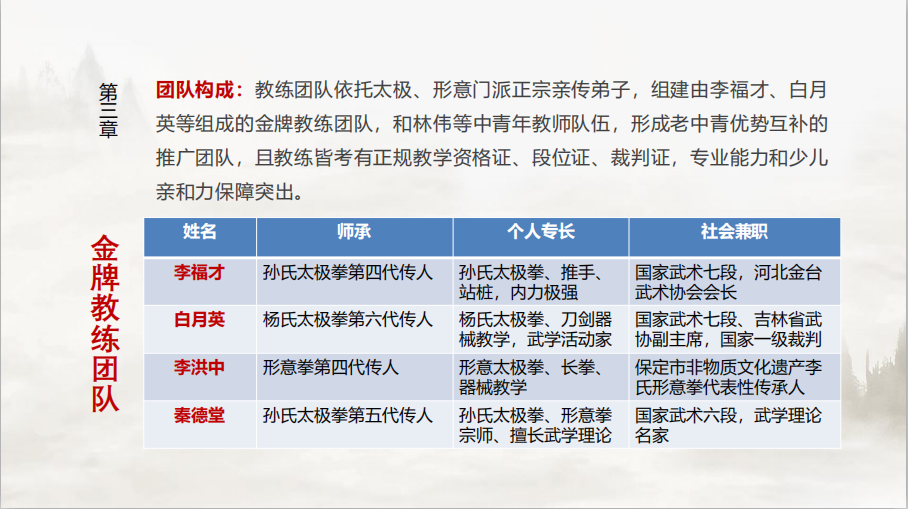 第三章
金牌教练团队
团队构成：教练团队依托太极、形意门派正宗亲传弟子，组建由李福才、白月
英等组成的金牌教练团队，和林伟等中青年教师队伍，形成老中青优势互补的
推广团队，且教练皆考有正规教学资格证、段位证、裁判证，专业能力和少儿
亲和力保障突出。
姓名 师承 个人专长 社会兼职
李福才 孙氏太极拳第四代传人 孙氏太极拳、推手、 国家武术七段，河北金台
站桩，内力极强 武术协会会长
白月英 杨氏太极拳第六代传人 杨氏太极拳、刀剑器 国家武术七段、吉林省武
械教学，武学活动家 协副主席，国家一级裁判
李洪中 形意拳第四代传人 形意太极拳、长拳、 保定市非物质文化遗产李
器械教学 氏形意拳代表性传承人
秦德堂 孙氏太极拳第五代传人 孙氏太极拳、形意拳 国家武术六段，武学理论
宗师、擅长武学理论 名家